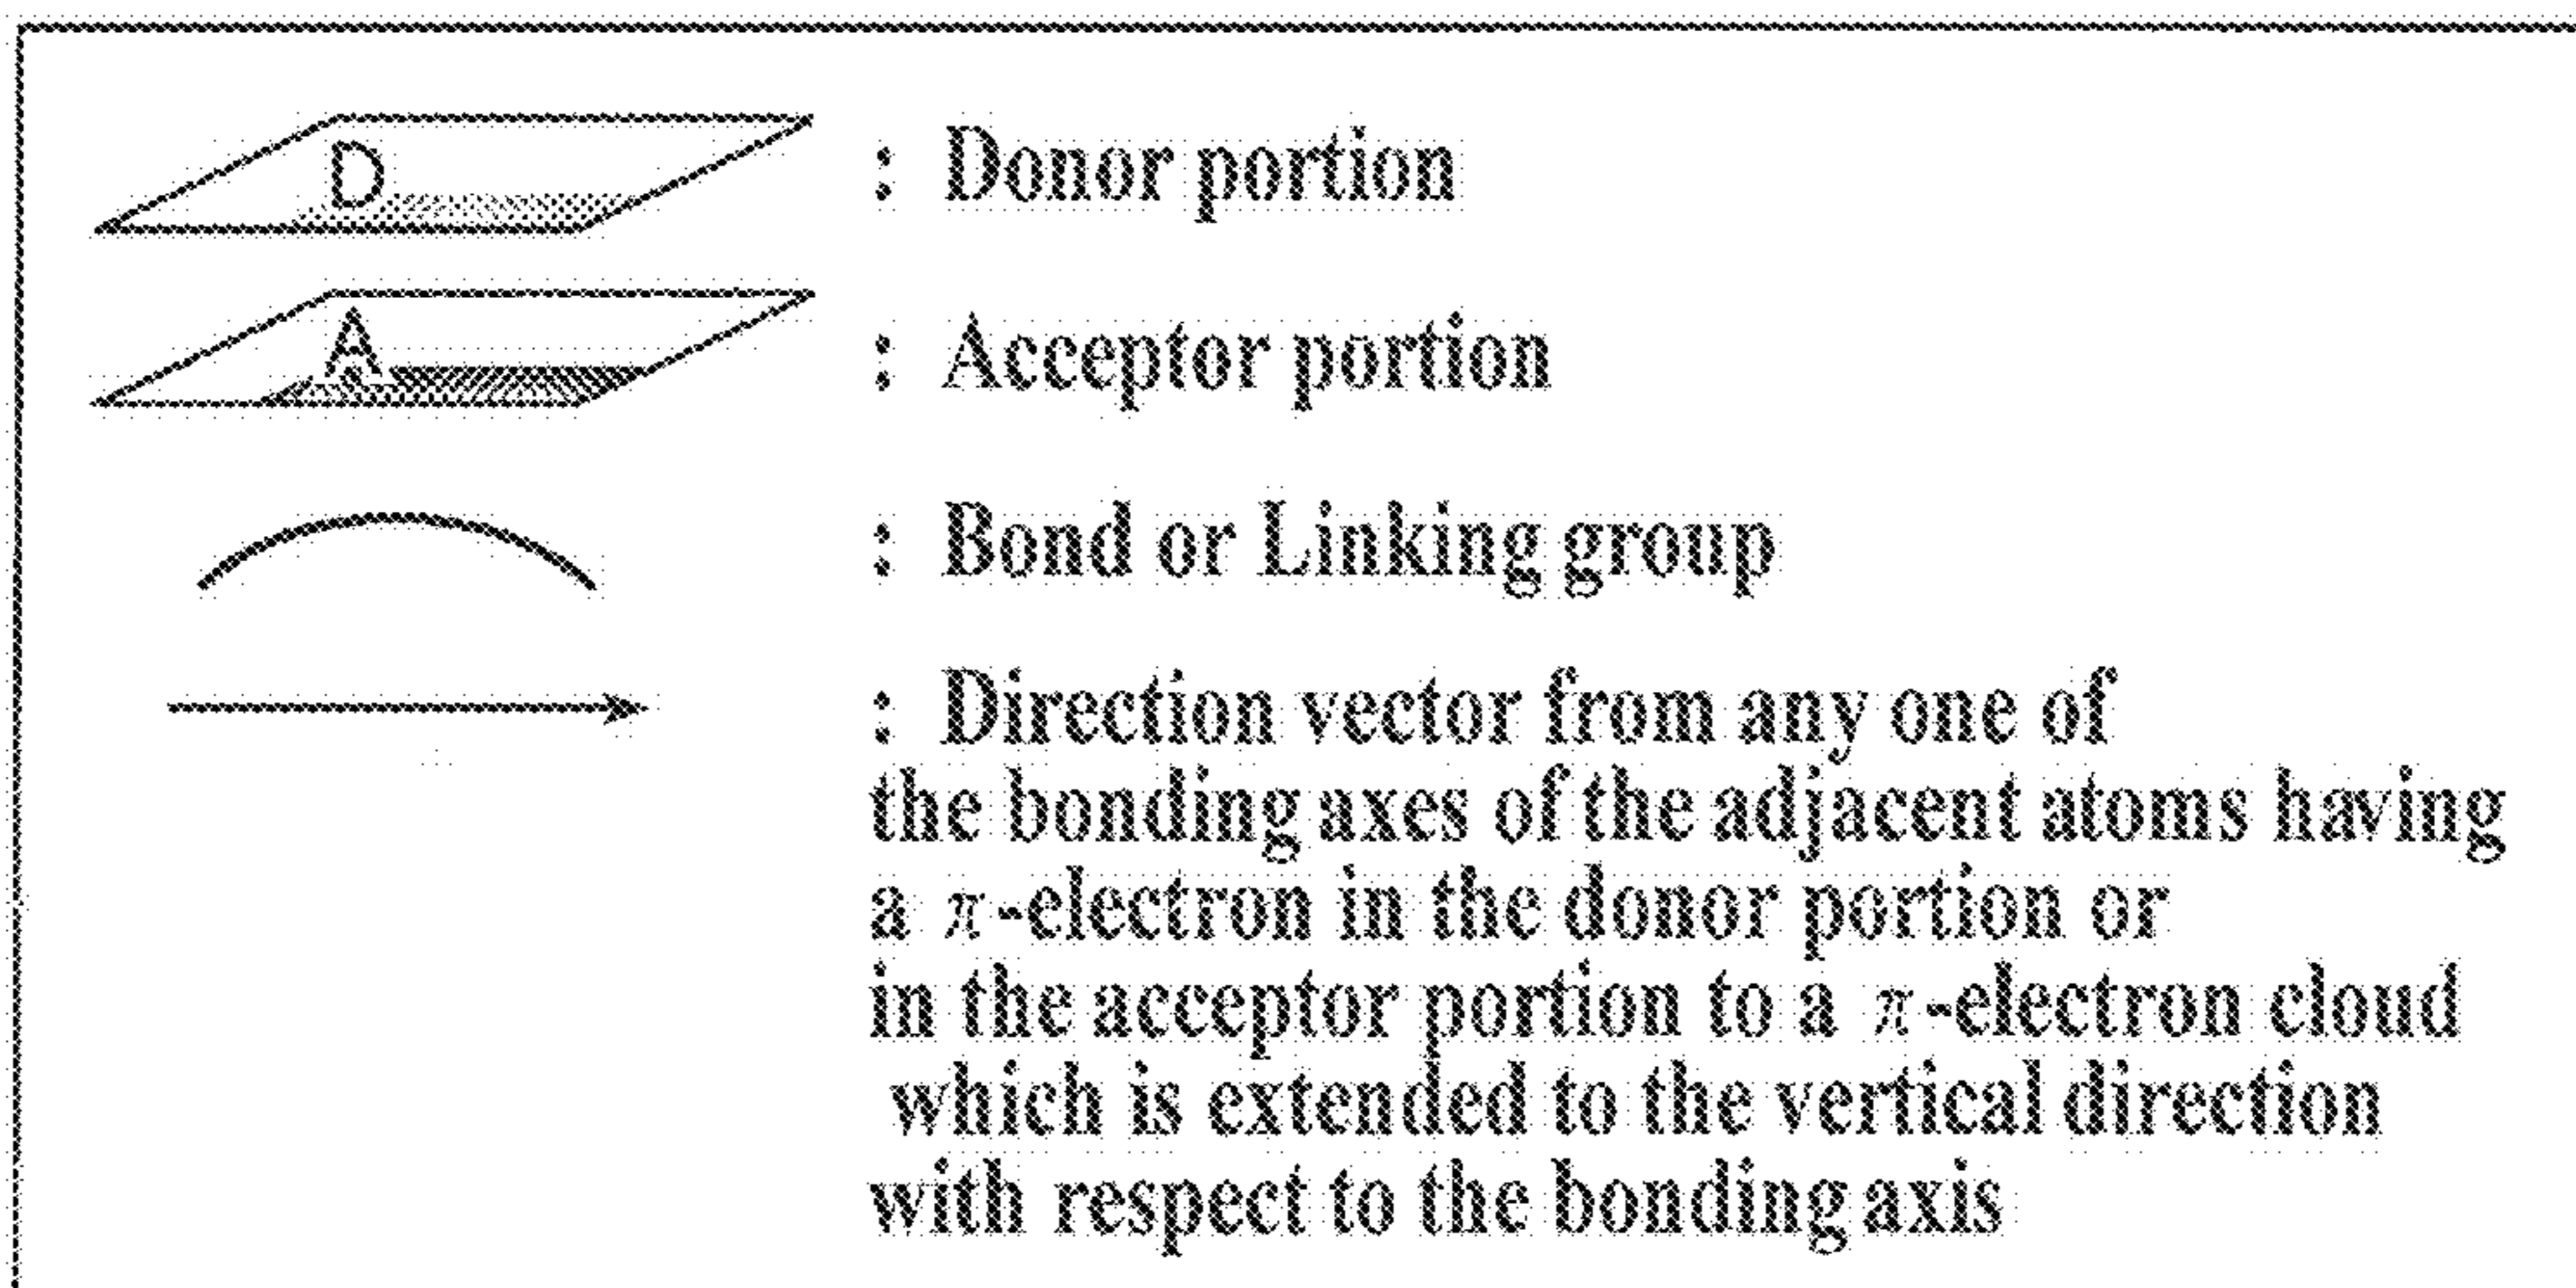 D : Donor portion
A : Acceptor portion
: Bond or Linking group
: Direction vector from any one of
the bonding axes of the adjacent atoms having
a π-electron in the donor portion or
in the acceptor portion to a π-electron cloud
which is extended to the vertical direction
with respect to the bonding axis